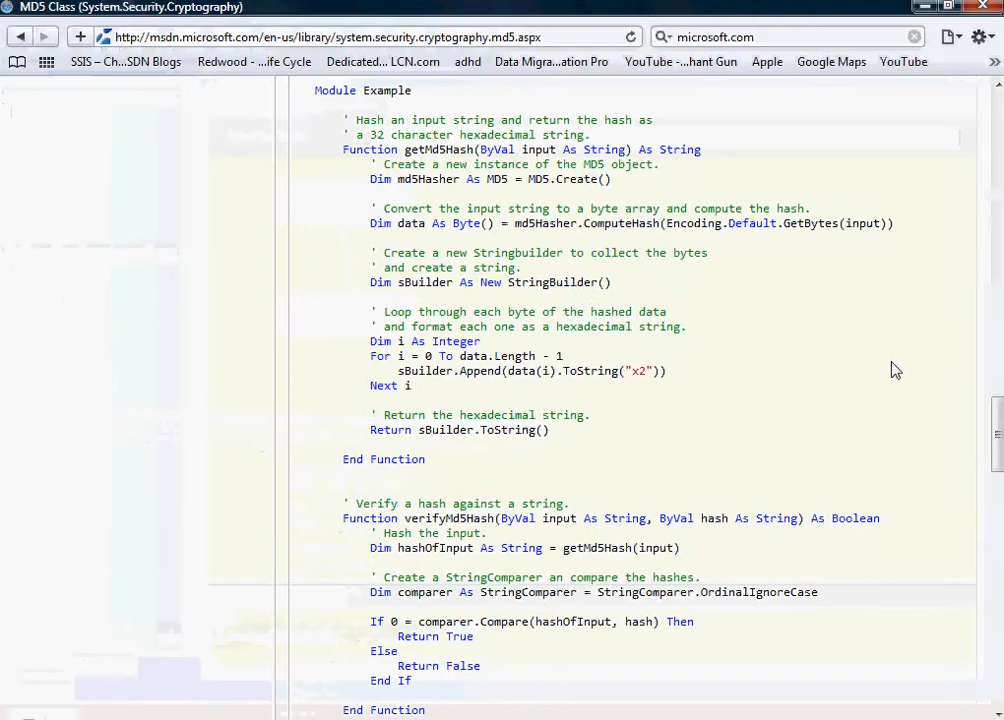 MD5 Class (System.Security.Cryptography)
http://msdn.microsoft.com/en-us/library/system.security.cryptography.md5.aspx
microsoft.com
SSIS – Ch...SDN Blogs Redwood - ...ife Cycle Dedicated... LCN.com adhd Data Migra...ation Pro YouTube -...hant Gun Apple Google Maps YouTube
Module Example
' Hash an input string and return the hash as
' a 32 character hexadecimal string.
Function getMd5Hash(ByVal input As String) As String
' Create a new instance of the MD5 object.
Dim md5Hasher As MD5 = MD5.Create()
' Convert the input string to a byte array and compute the hash.
Dim data As Byte() = md5Hasher.ComputeHash(Encoding.Default.GetBytes(input))
' Create a new Stringbuilder to collect the bytes
' and create a string.
Dim sBuilder As New StringBuilder()
' Loop through each byte of the hashed data
' and format each one as a hexadecimal string.
Dim i As Integer
For i = 0 To data.Length - 1
sBuilder.Append(data(i).ToString("x2"))
Next i
' Return the hexadecimal string.
Return sBuilder.ToString()
End Function
' Verify a hash against a string.
Function verifyMd5Hash(ByVal input As String, ByVal hash As String) As Boolean
' Hash the input.
Dim hashOfInput As String = getMd5Hash(input)
' Create a StringComparer an compare the hashes.
Dim comparer As StringComparer = StringComparer.OrdinalIgnoreCase
If 0 = comparer.Compare(hashOfInput, hash) Then
Return True
Else
Return False
End If
End Function